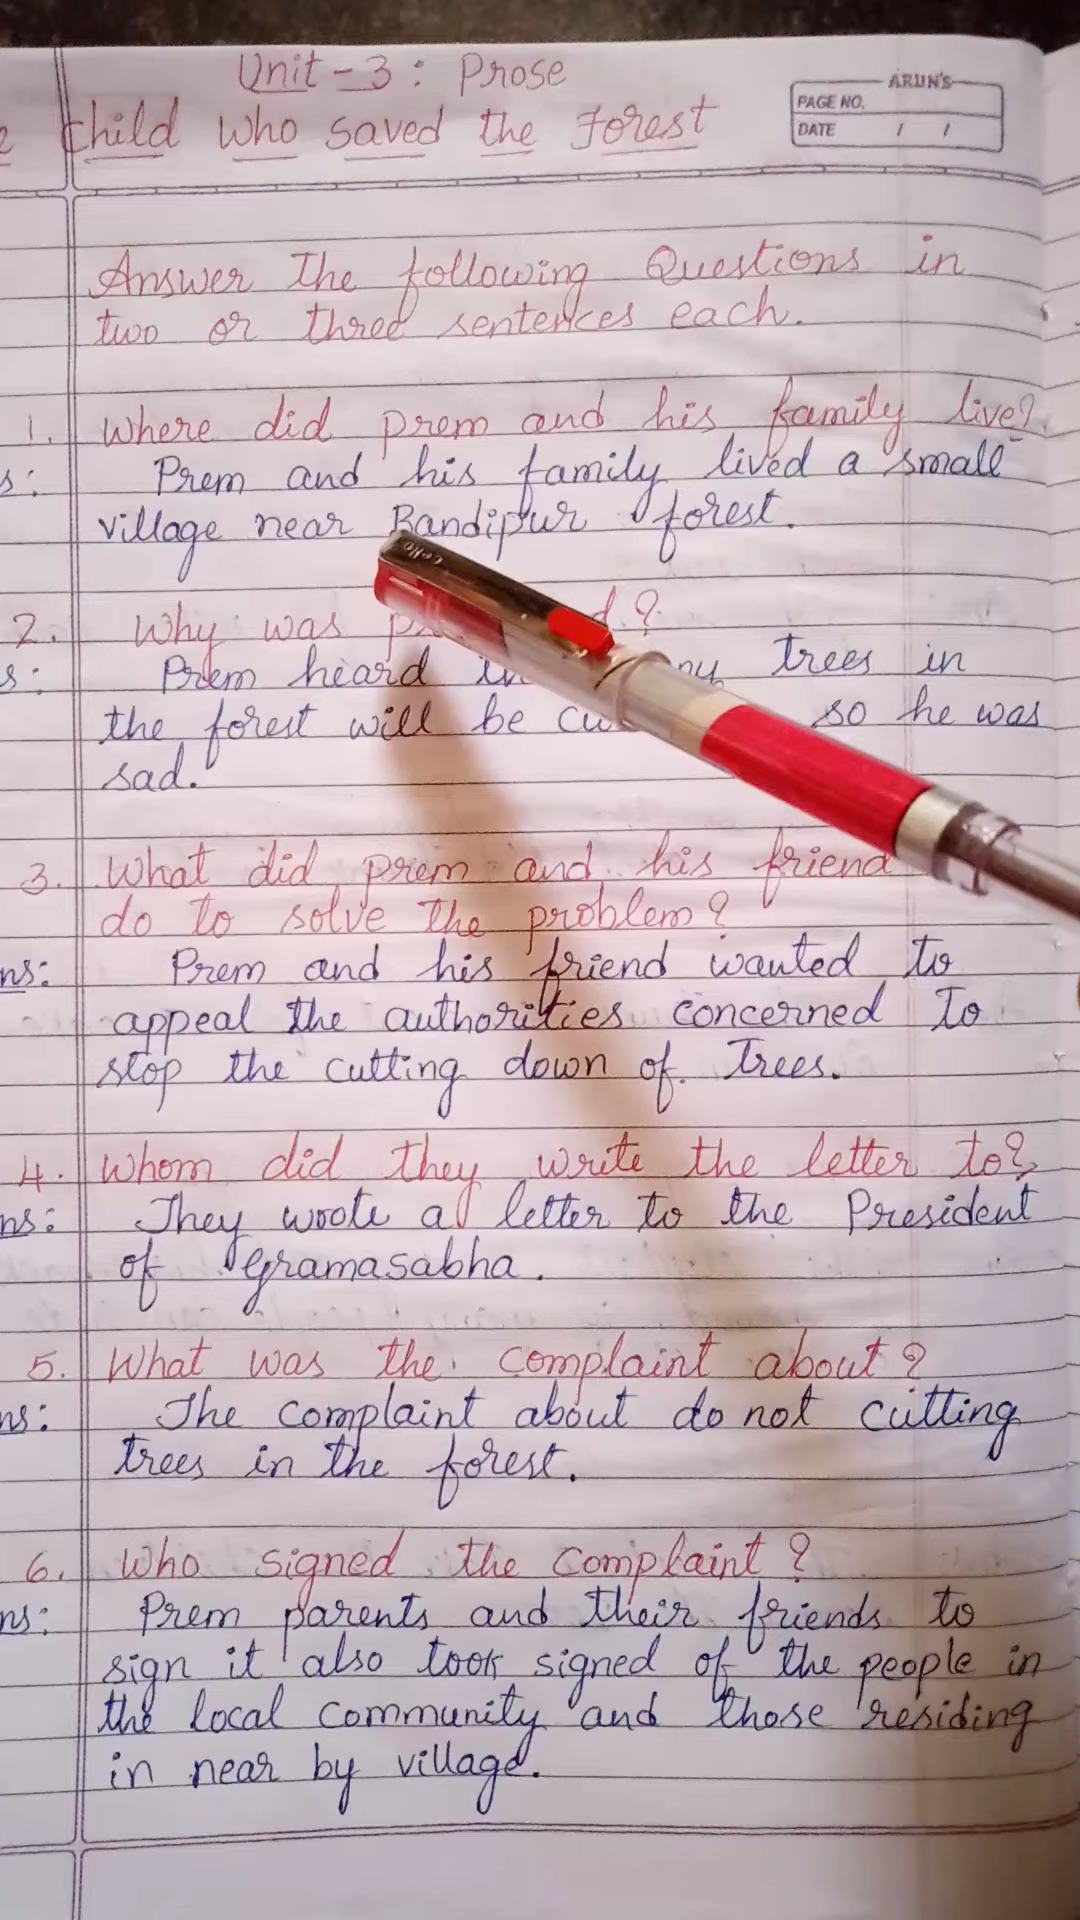 Unit - 3 : Prose
ARUN'S
PAGE NO.
DATE / /
child who saved the Forest
Answer The following Questions in
two or three sentences each.
1. Where did prem and his family live?
s: Prem and his family lived a small
village near Bandipur forest.
cello
2. Why was d.?
s: Prem heard trees in
the forest will be so he was
sad.
3. What did prem and his friend
do to solve the problem?
ns: Prem and his friend wanted to
appeal the authorities concerned to
stop the cutting down of. Trees.
4. Whom did they write the letter to?
ns: They wrote a letter to the President
of Gramasabha.
5. What was the complaint about?
ns: The complaint about do not cutting
trees in the forest.
6. Who signed the complaint?
ns: Prem parents and their friends to
sign it also took signed of the people in
the local community and those residing
in near by village.